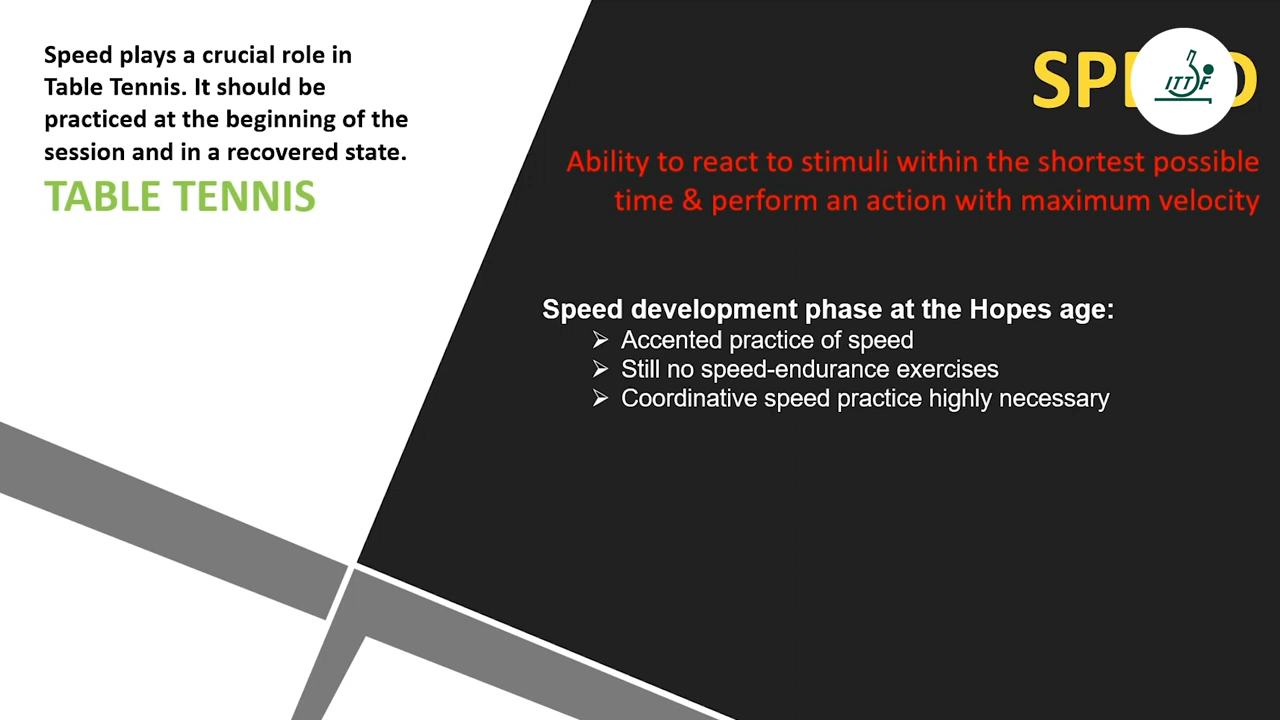 Speed plays a crucial role in
Table Tennis. It should be
practiced at the beginning of the
session and in a recovered state.
TABLE TENNIS
ITTF
Ability to react to stimuli within the shortest possible
time & perform an action with maximum velocity
Speed development phase at the Hopes age:
Accented practice of speed
Still no speed-endurance exercises
Coordinative speed practice highly necessary